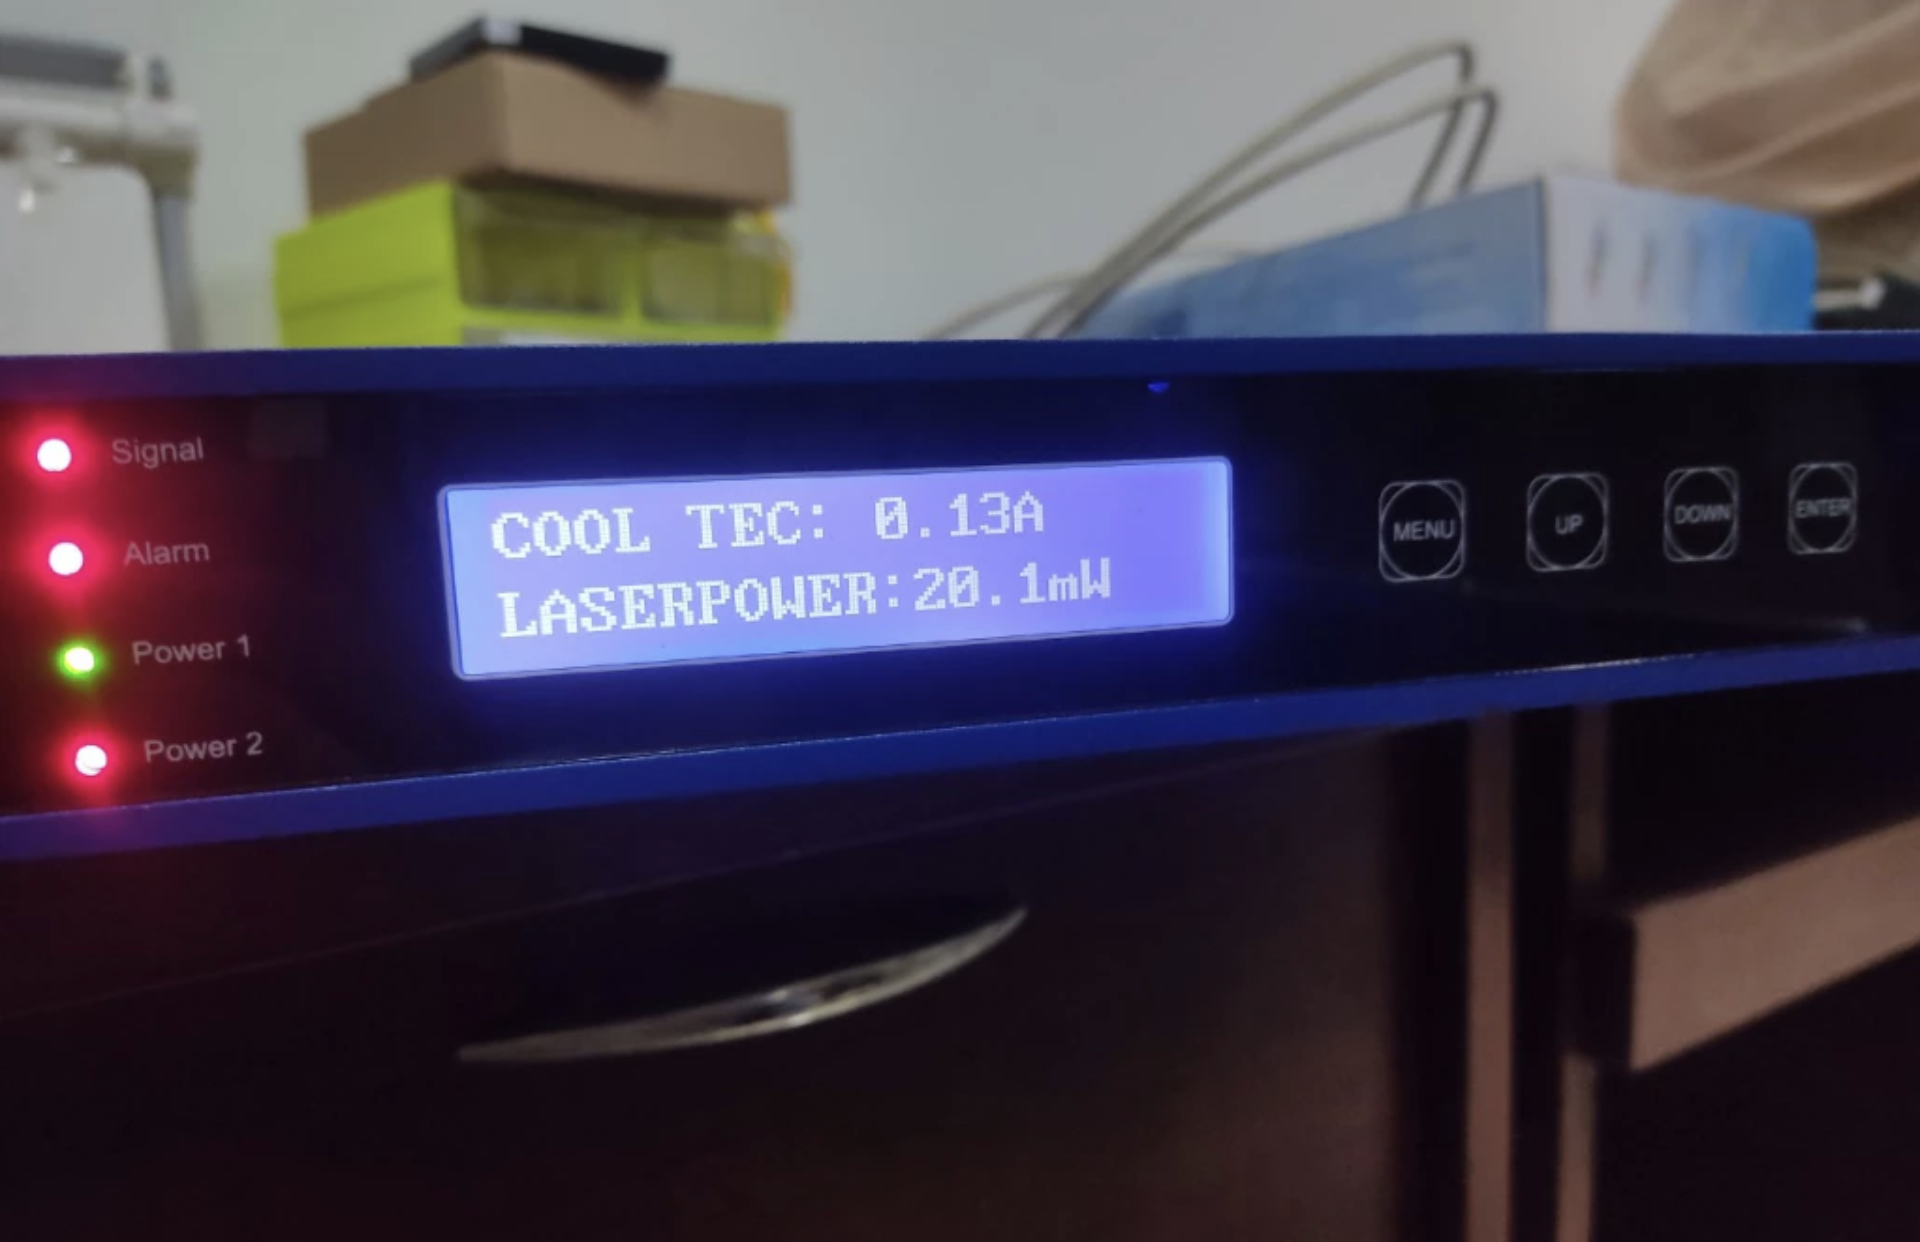 Signal
Alarm
Power 1
Power 2
COOL TEC: 0.13A
LASERPOWER:20.1mW
MENU
UP
DOWN
ENTER